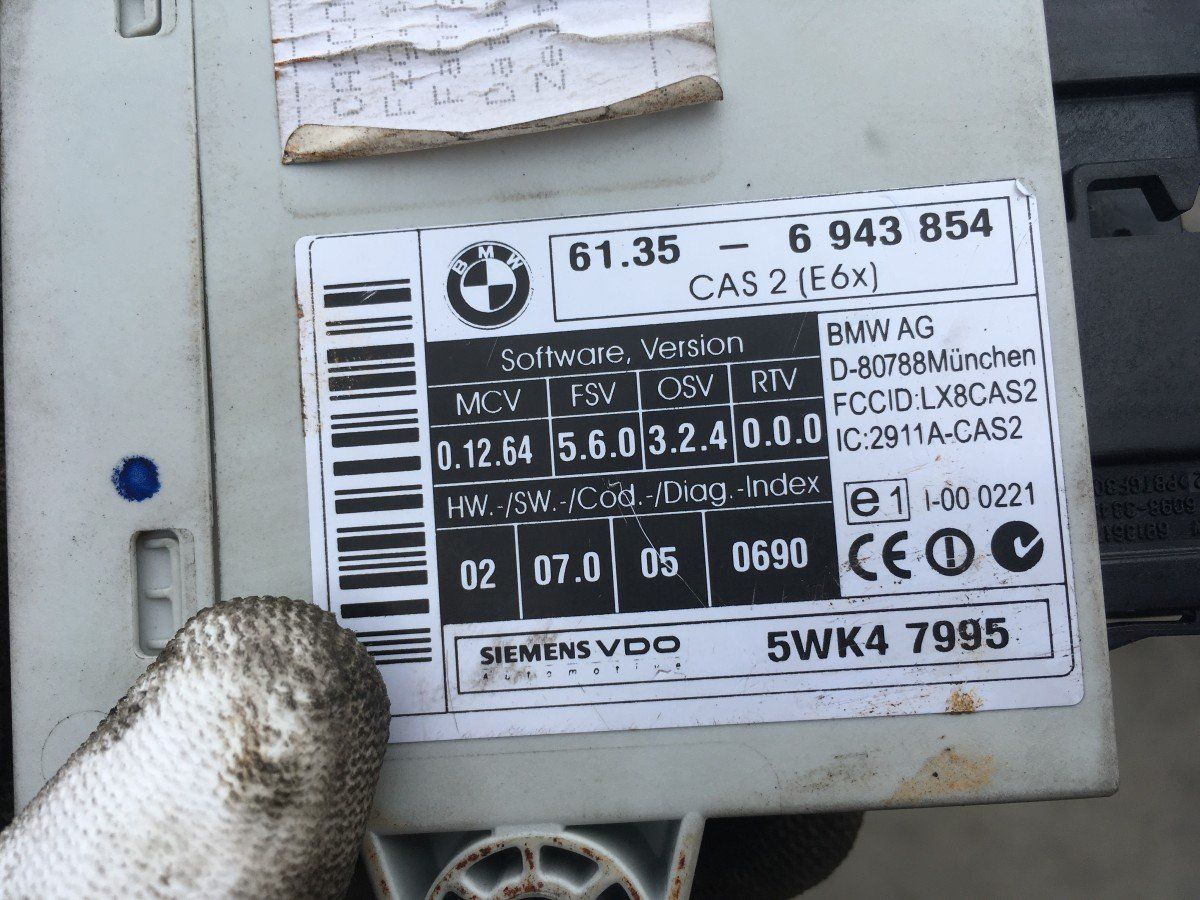 BMW
61.35 – 6 943 854
CAS 2 (E6x)
Software, Version
MCV FSV OSV RTV
0.12.64 5.6.0 3.2.4 0.0.0
HW.-/SW.-/Cod.-/Diag.-Index
02 07.0 05 0690
BMW AG
D-80788München
FCCID:LX8CAS2
IC:2911A-CAS2
e1 I-00 0221
CE
SIEMENS VDO
Automotive
5WK4 7995